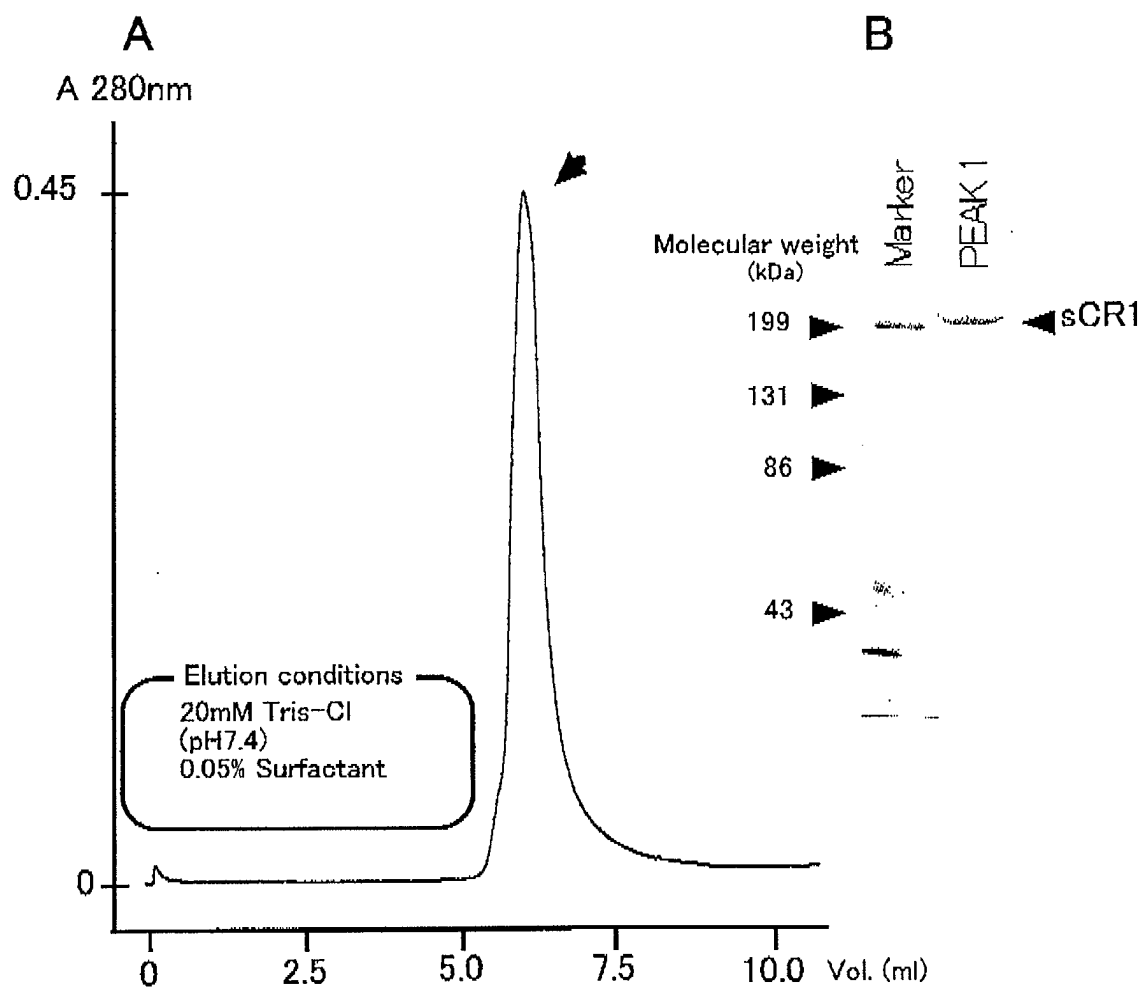 A
A 280nm
0.45
0
Elution conditions
20mM Tris-Cl
(pH7.4)
0.05% Surfactant
0
2.5
5.0
7.5
10.0
Vol. (ml)
B
Marker
PEAK 1
Molecular weight
(kDa)
199
131
86
43
sCR1